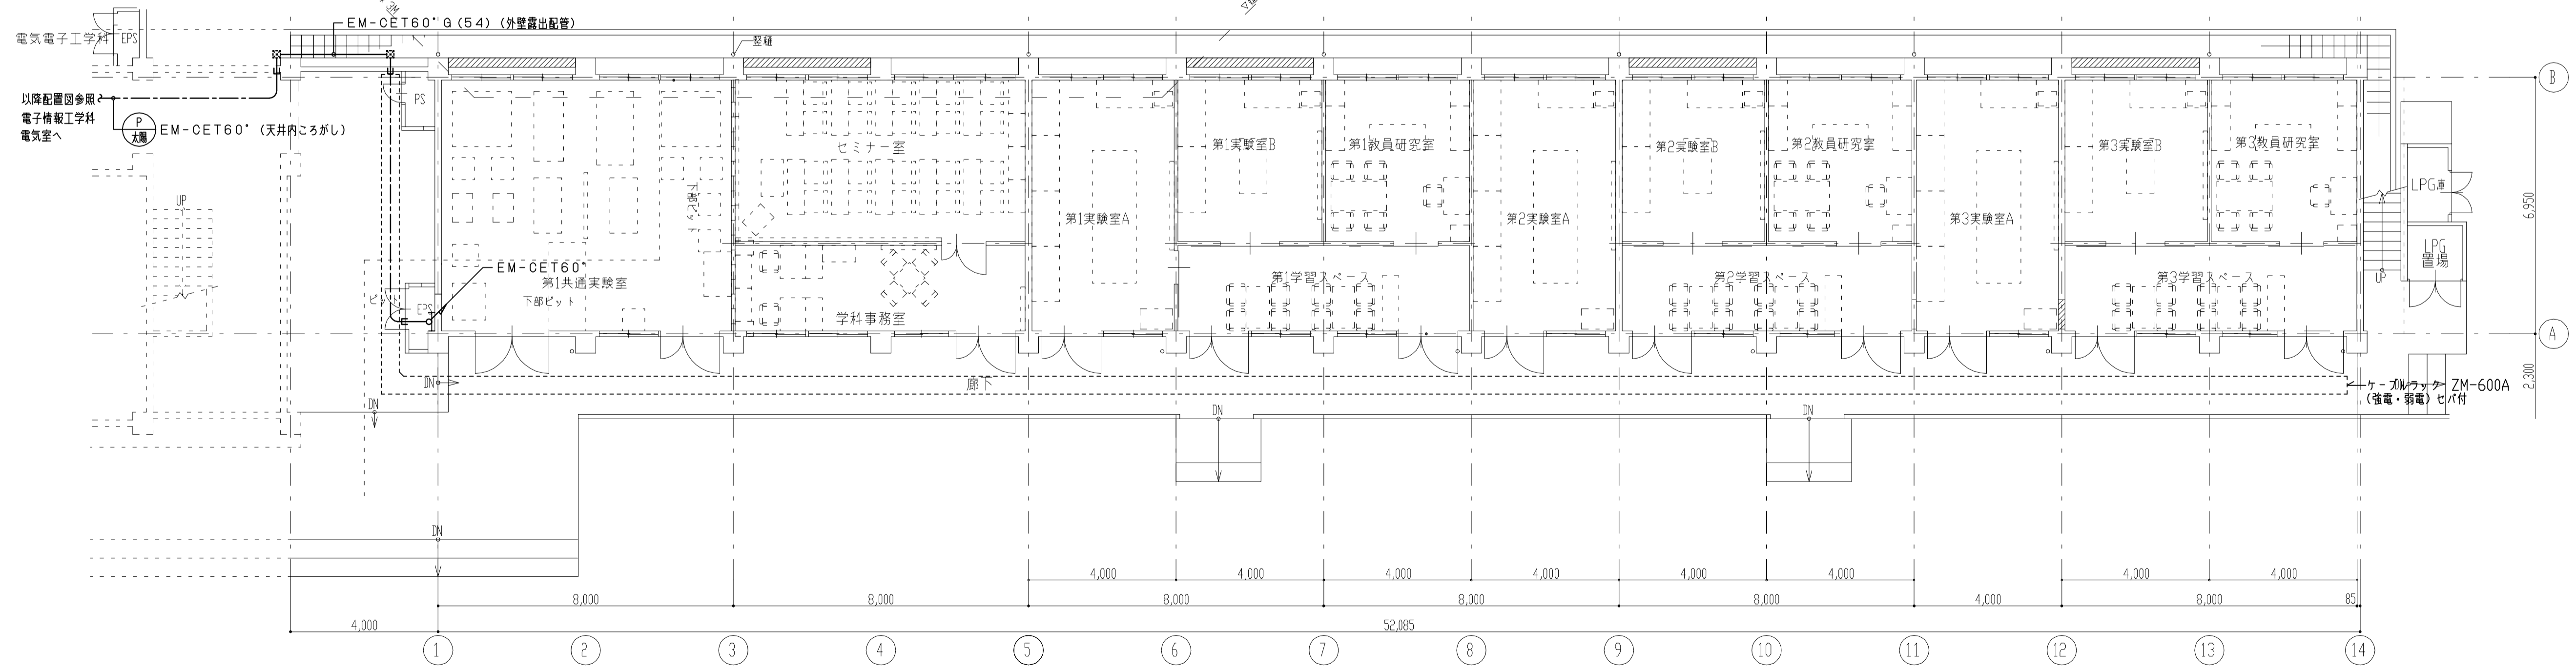 3M
EM-CET60°G(54)(外壁露出配管)
電気電子工学科
EPS
竪樋
B
以降配置図参照
電子情報工学科
電気室へ
P
太陽
EM-CET60°(天井内ころがし)
PS
セミナー室
第1実験室B
第1教員研究室
第2実験室B
第2教員研究室
第3実験室B
第3教員研究室
下部ピット
UP
LPG庫
6,950
第1実験室A
第2実験室A
第3実験室A
LPG
置場
EM-CET60°
第1共通実験室
下部ピット
ピット
EPS
学科事務室
第1学習スペース
第2学習スペース
第3学習スペース
UP
A
DN
廊下
DN
ケーブルラック ZM-600A
(強電・弱電)セパ付
2,300
DN
DN
DN
DN
4,000
4,000
4,000
4,000
4,000
4,000
4,000
4,000
8,000
8,000
8,000
8,000
8,000
4,000
8,000
85
4,000
52,085
1
2
3
4
5
6
7
8
9
10
11
12
13
14